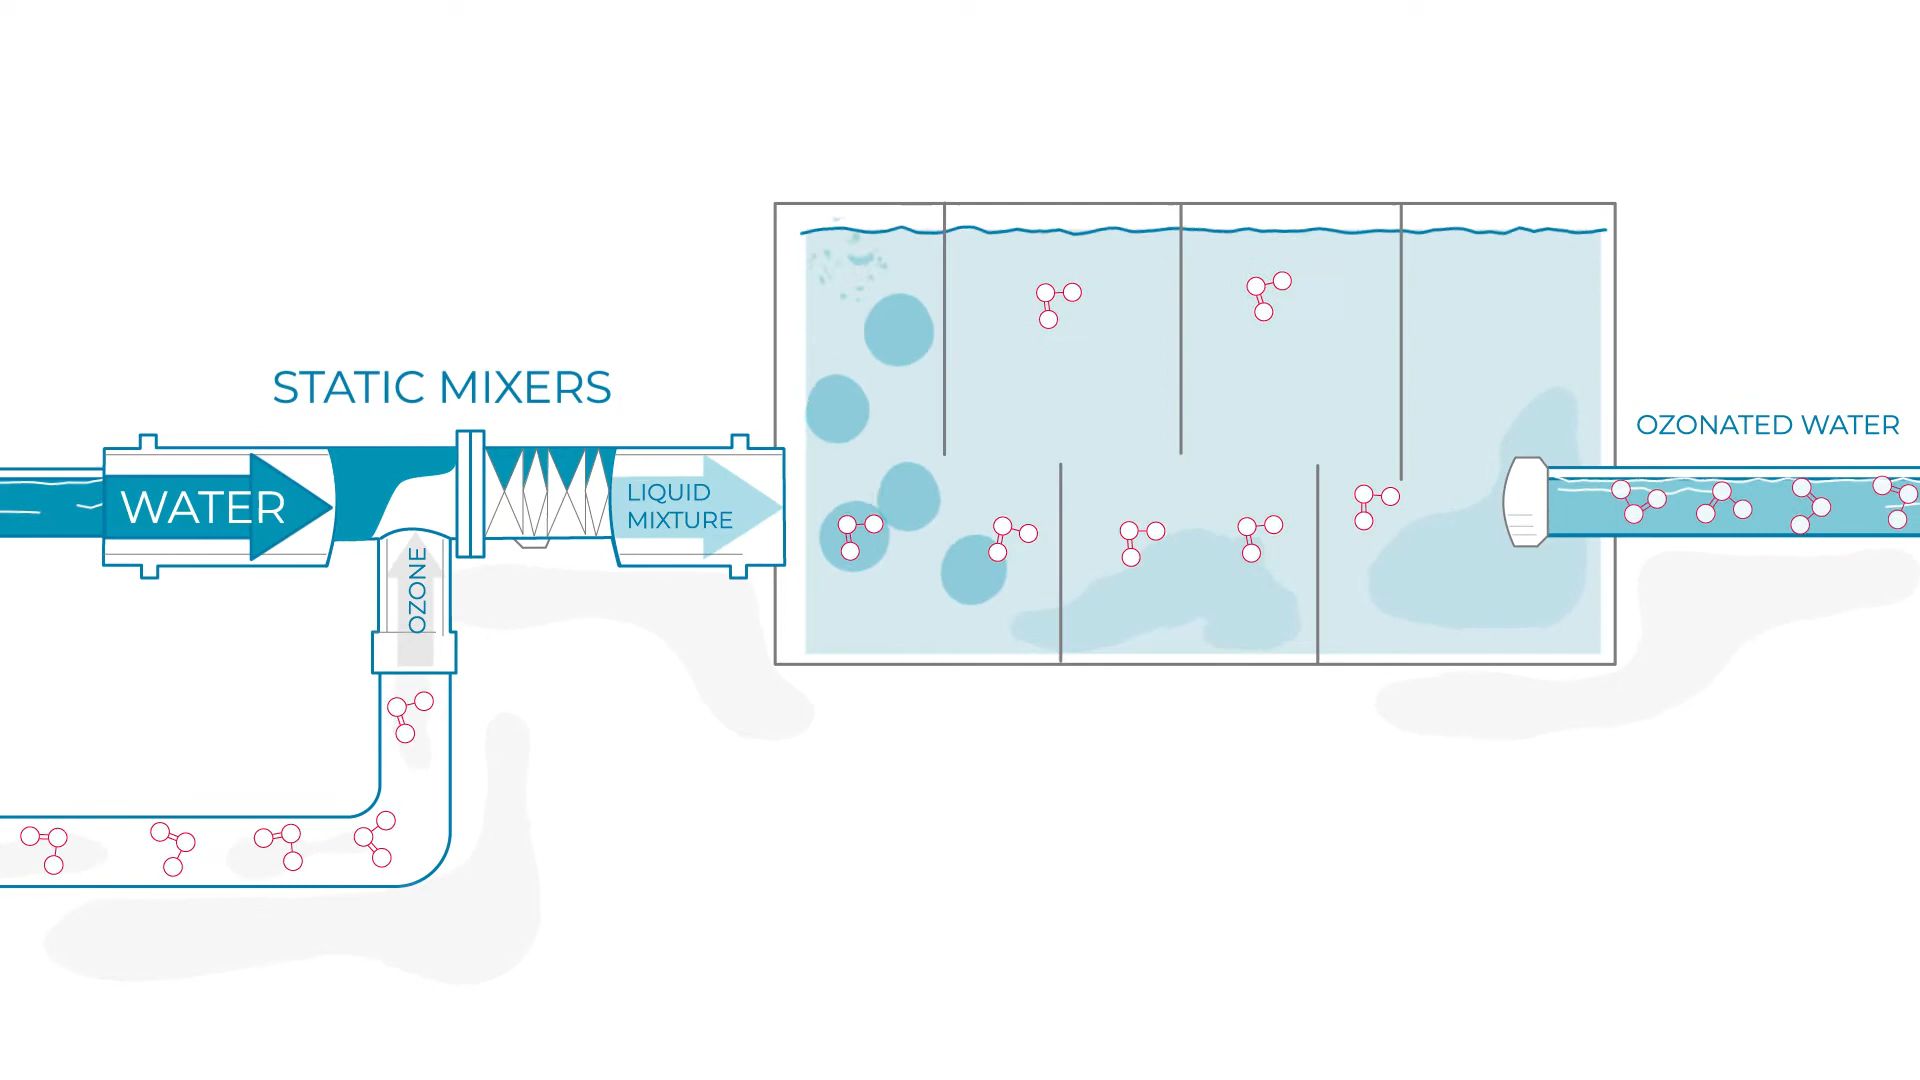 STATIC MIXERS
WATER
LIQUID
MIXTURE
OZONE
OZONATED WATER